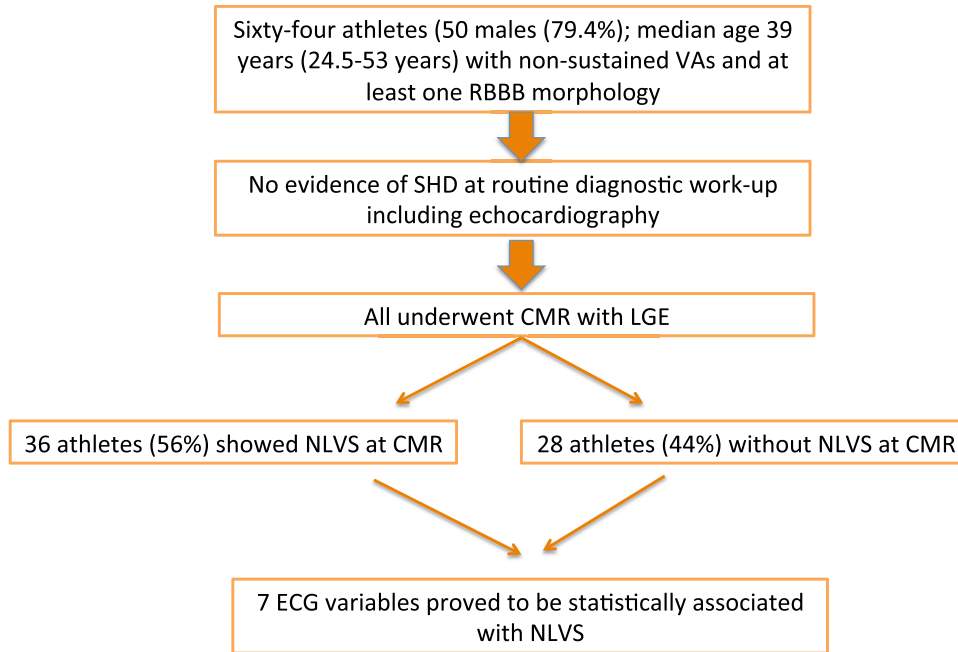 Sixty-four athletes (50 males (79.4%); median age 39
years (24.5-53 years) with non-sustained VAs and at
least one RBBB morphology
No evidence of SHD at routine diagnostic work-up
including echocardiography
All underwent CMR with LGE
36 athletes (56%) showed NLVS at CMR
28 athletes (44%) without NLVS at CMR
7 ECG variables proved to be statistically associated
with NLVS